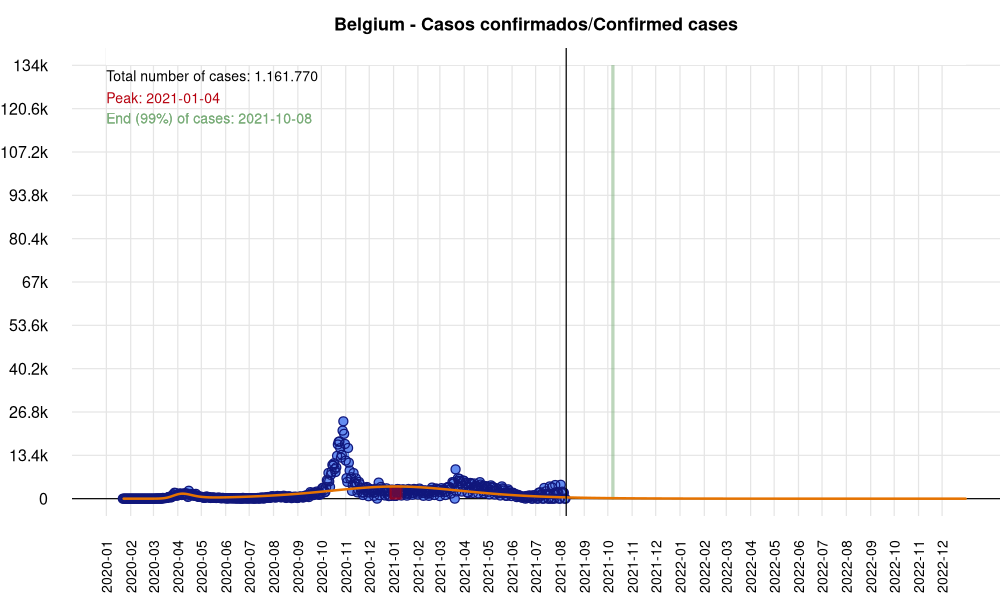 Belgium - Casos confirmados/Confirmed cases
134k
Total number of cases: 1.161.770
Peak: 2021-01-04
120.6k
End (99%) of cases: 2021-10-08
107.2k
93.8k
80.4k
67k
53.6k
40.2k
26.8k
13.4k
0
2020-01
2020-02
2020-03
2020-04
2020-05
2020-06
2020-07
2020-08
2020-09
2020-10
2020-11
2020-12
2021-01
2021-02
2021-03
2021-04
2021-05
2021-06
2021-07
2021-08
2021-09
2021-10
2021-11
2021-12
2022-01
2022-02
2022-03
2022-04
2022-05
2022-06
2022-07
2022-08
2022-09
2022-10
2022-11
2022-12